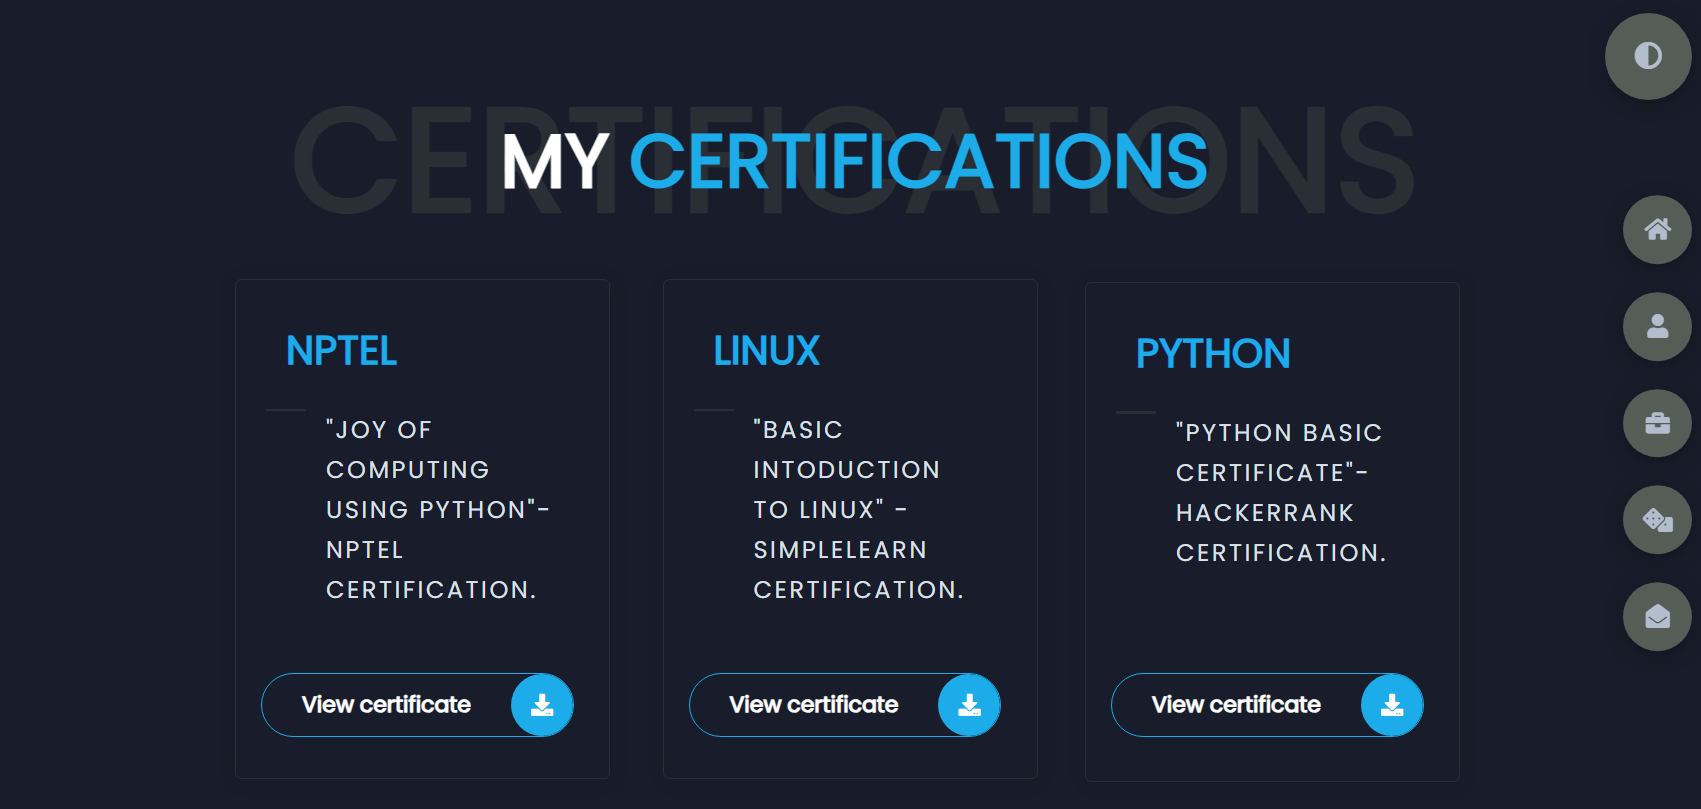 CERTIFICATIONS
MY CERTIFICATIONS
NPTEL
"JOY OF
COMPUTING
USING PYTHON"-
NPTEL
CERTIFICATION.
View certificate
LINUX
"BASIC
INTODUCTION
TO LINUX" -
SIMPLELEARN
CERTIFICATION.
View certificate
PYTHON
"PYTHON BASIC
CERTIFICATE"-
HACKERRANK
CERTIFICATION.
View certificate